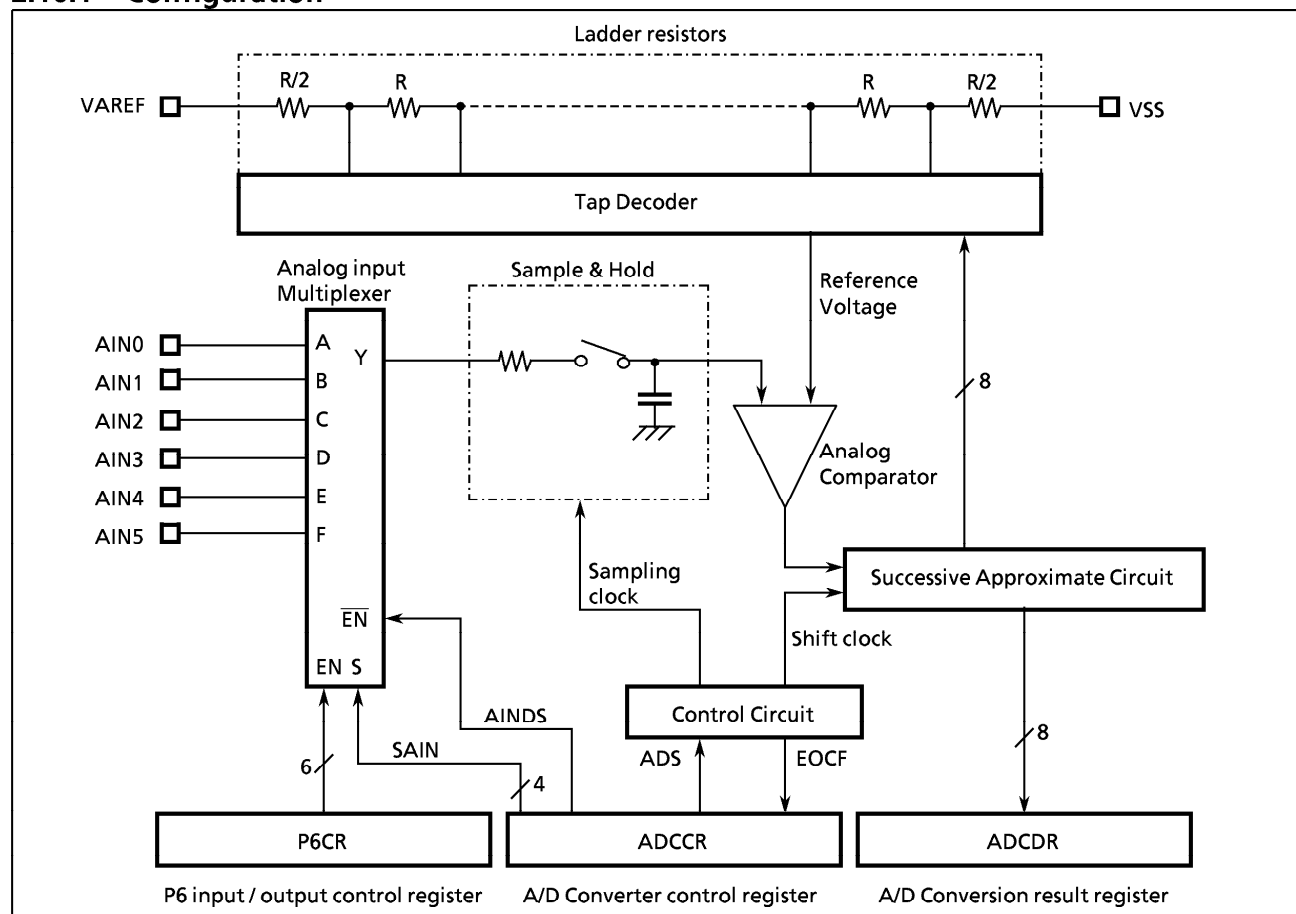 Configuration
Ladder resistors
R/2
R
R
R/2
VAREF
VSS
Tap Decoder
Analog input
Multiplexer
Sample & Hold
Reference
Voltage
AIN0
A
Y
AIN1
B
8
AIN2
C
AIN3
D
Analog
Comparator
AIN4
E
AIN5
F
Sampling
clock
Successive Approximate Circuit
EN
Shift clock
EN S
Control Circuit
AINDS
SAIN
ADS
EOCF
6
4
8
P6CR
ADCCR
ADCDR
P6 input / output control register
A/D Converter control register
A/D Conversion result register